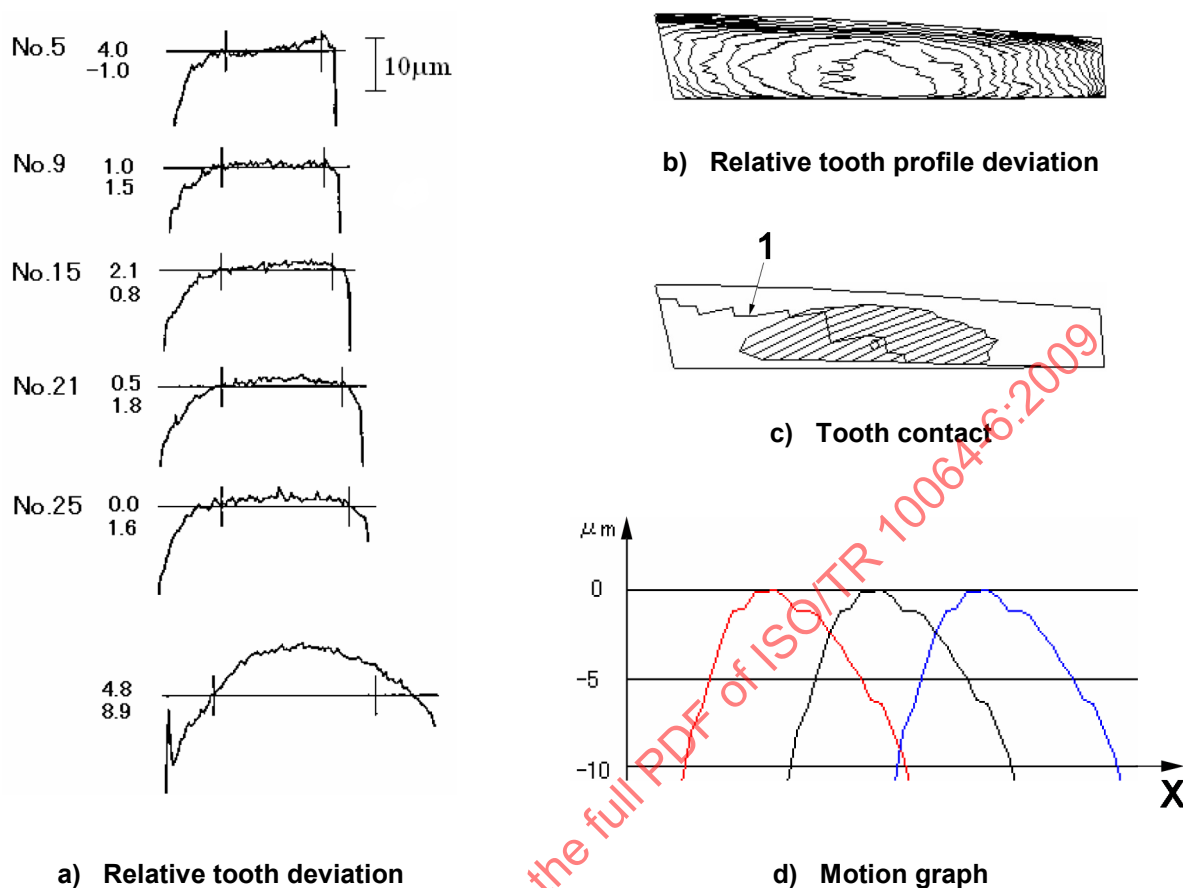 No.5 4.0
−1.0
10μm
No.9 1.0
1.5
No.15 2.1
0.8
No.21 0.5
1.8
No.25 0.0
1.6
4.8
8.9
a) Relative tooth deviation
b) Relative tooth profile deviation
1
c) Tooth contact
μm
0
-5
-10
X
d) Motion graph
the full PDF of ISO/TR 10064-6:2009